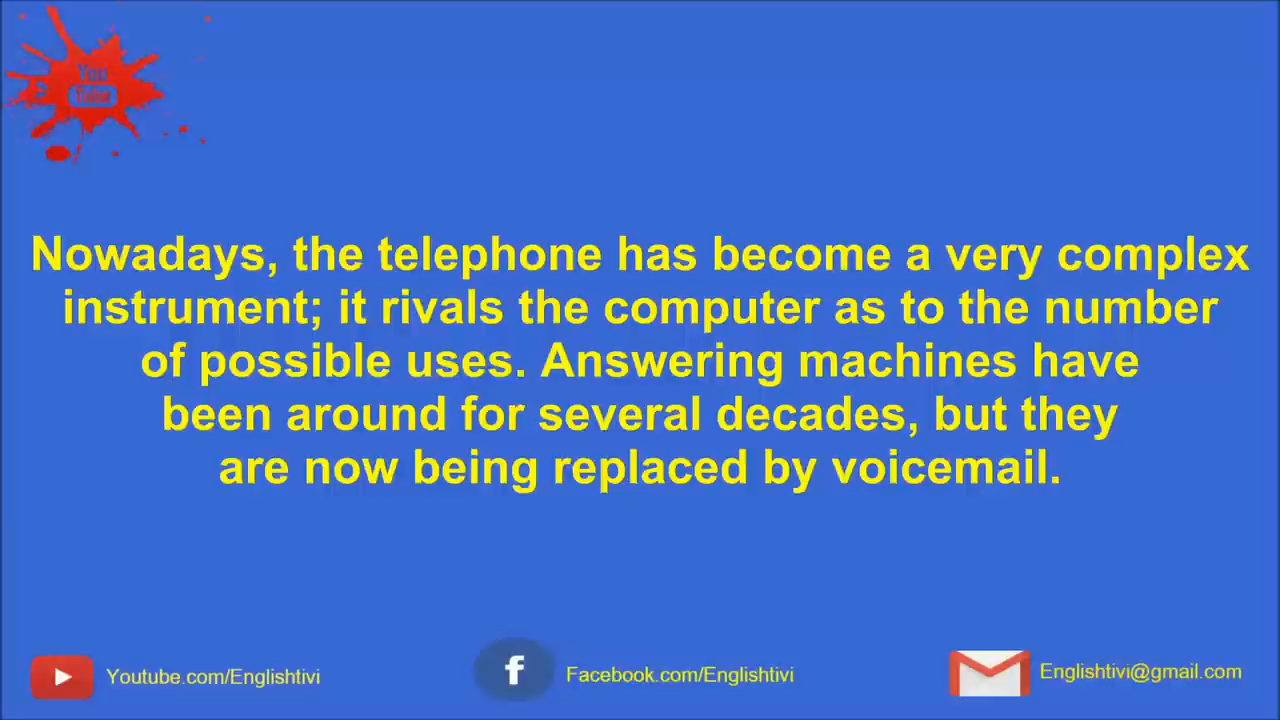 You
Tube
Nowadays, the telephone has become a very complex
instrument; it rivals the computer as to the number
of possible uses. Answering machines have
been around for several decades, but they
are now being replaced by voicemail.
Youtube.com/Englishtivi
f
Facebook.com/Englishtivi
Englishtivi@gmail.com